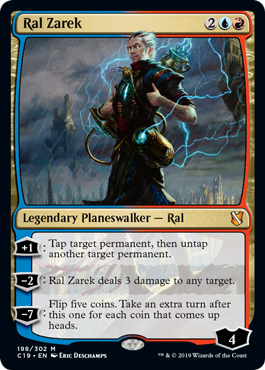 Ral Zarek 2
Legendary Planeswalker — Ral
+1: Tap target permanent, then untap
another target permanent.
-2: Ral Zarek deals 3 damage to any target.
-7: Flip five coins. Take an extra turn after
this one for each coin that comes up
heads.
4
198/302 M
C19 • EN ERIC DESCHAMPS
™ & © 2019 Wizards of the Coast